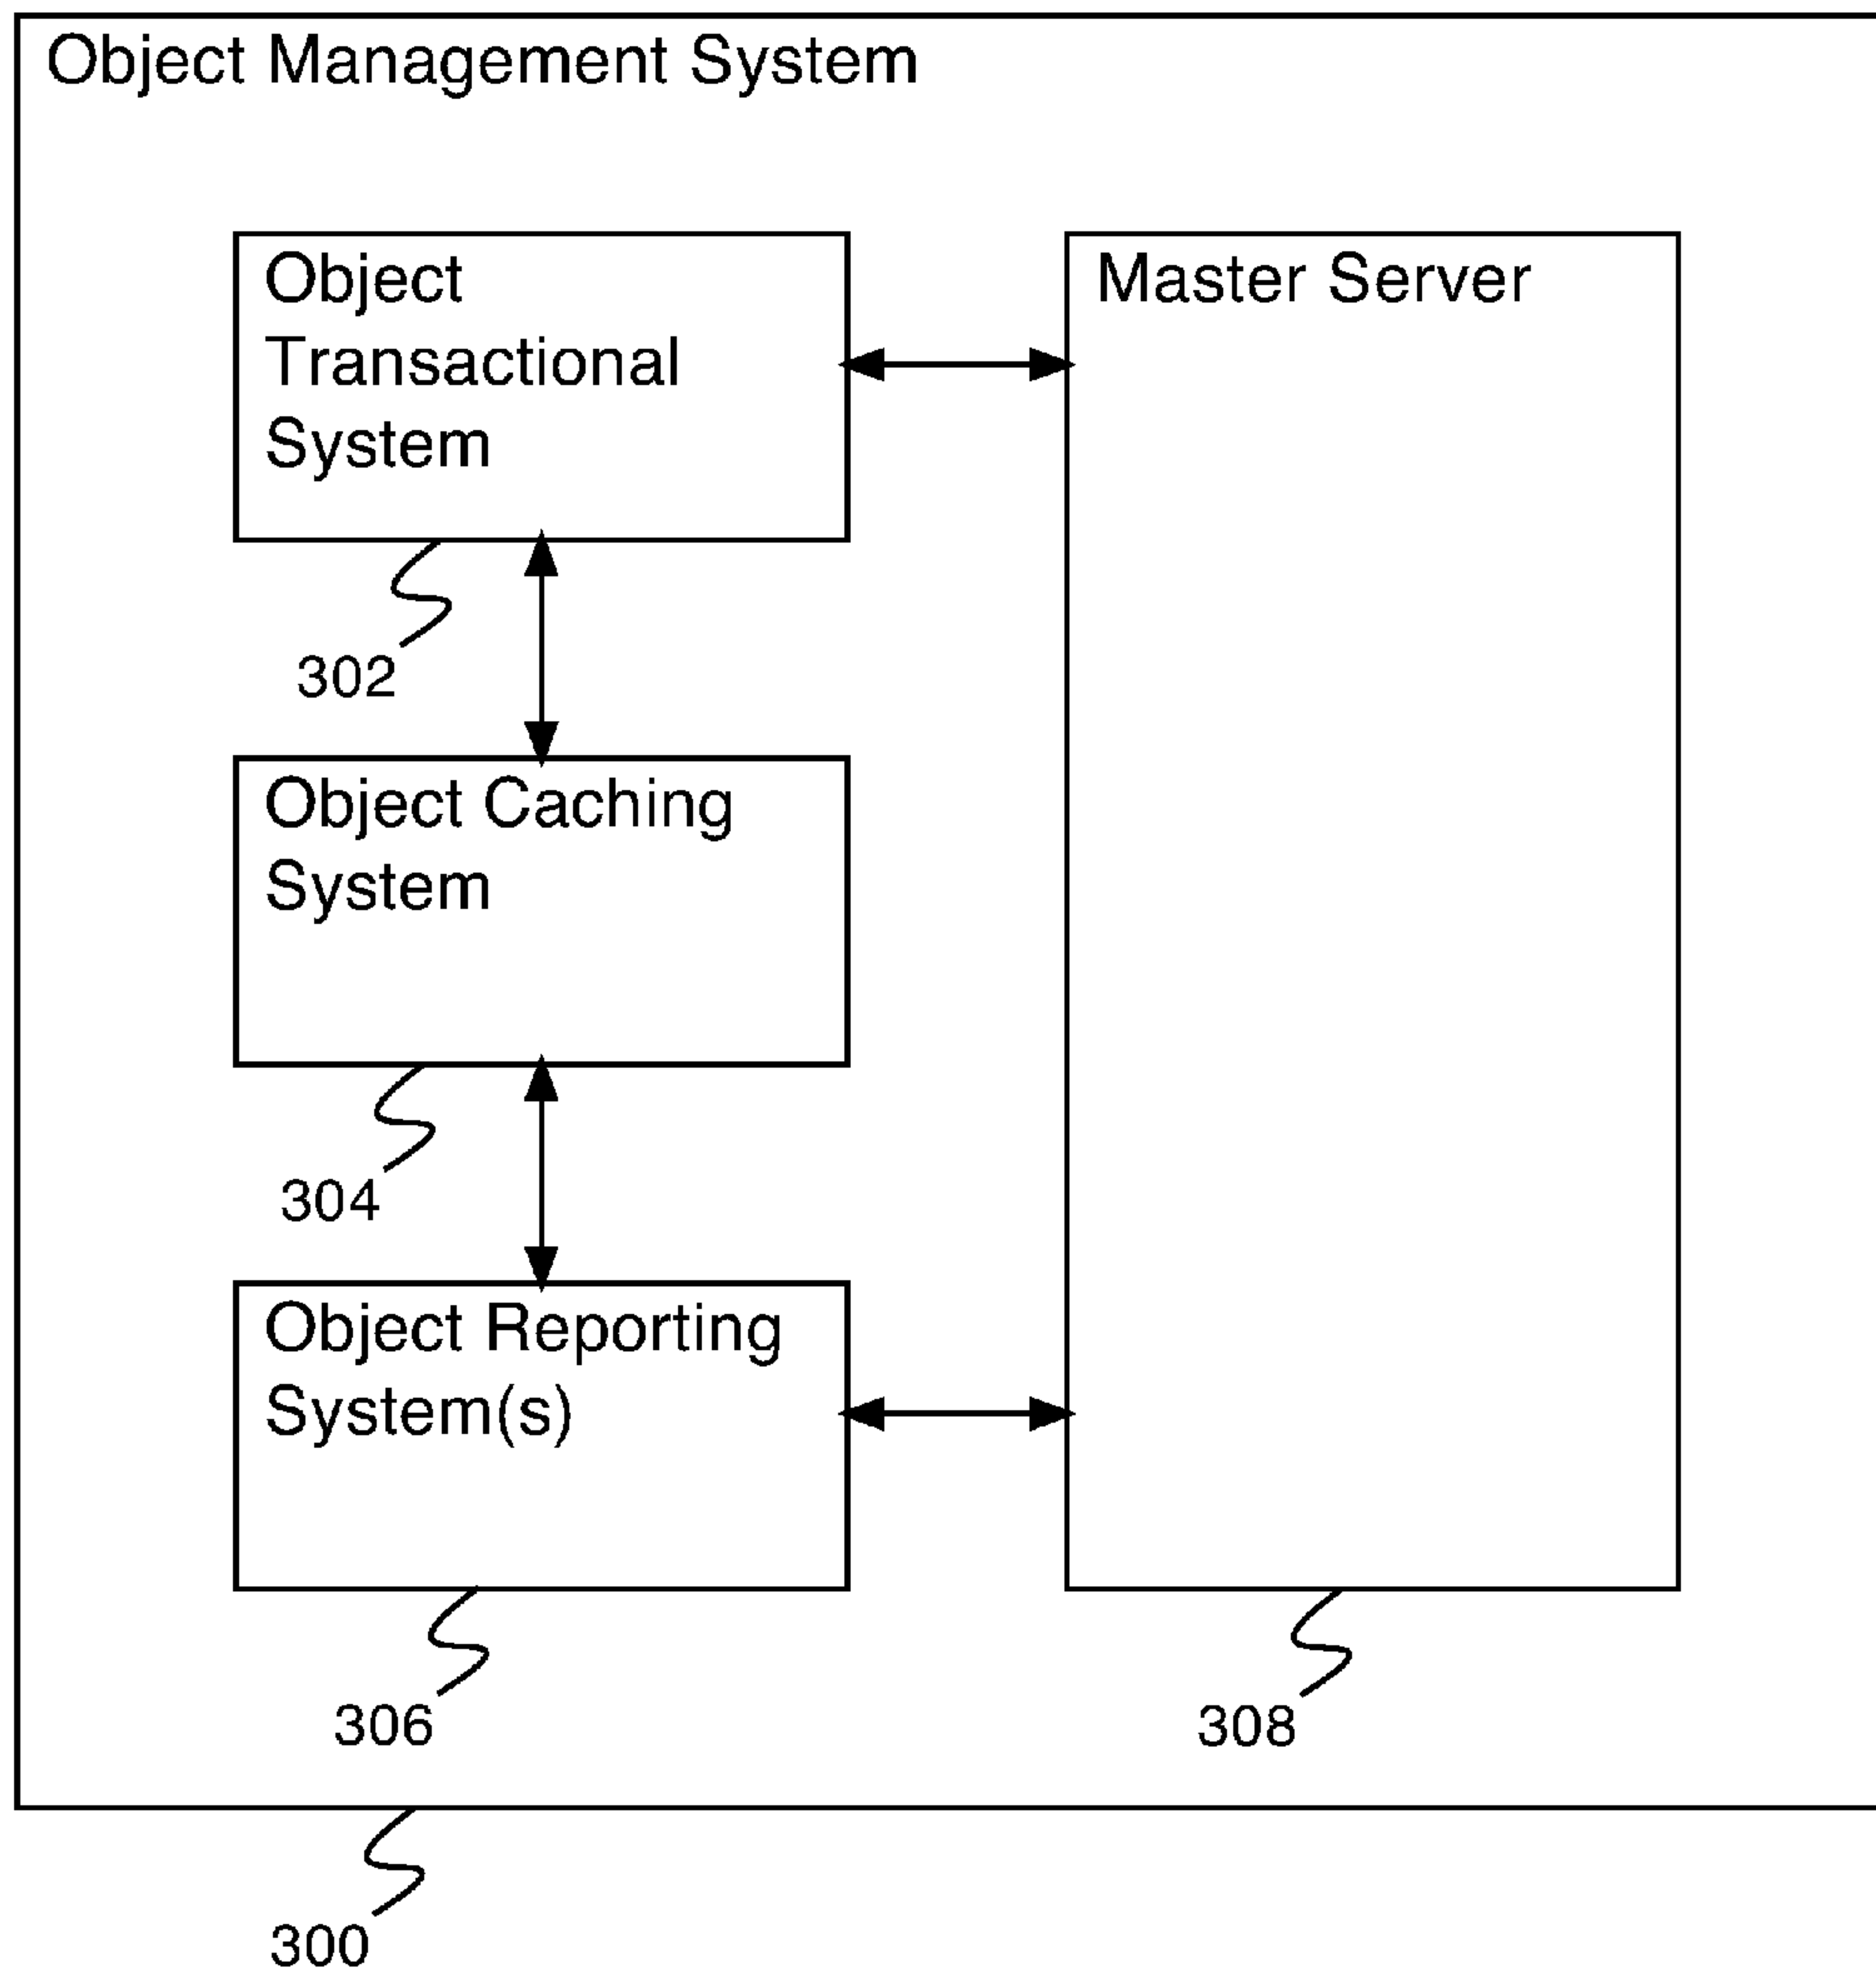 Object Management System
Object
Transactional
System
Master Server
302
Object Caching
System
304
Object Reporting
System(s)
306
308
300